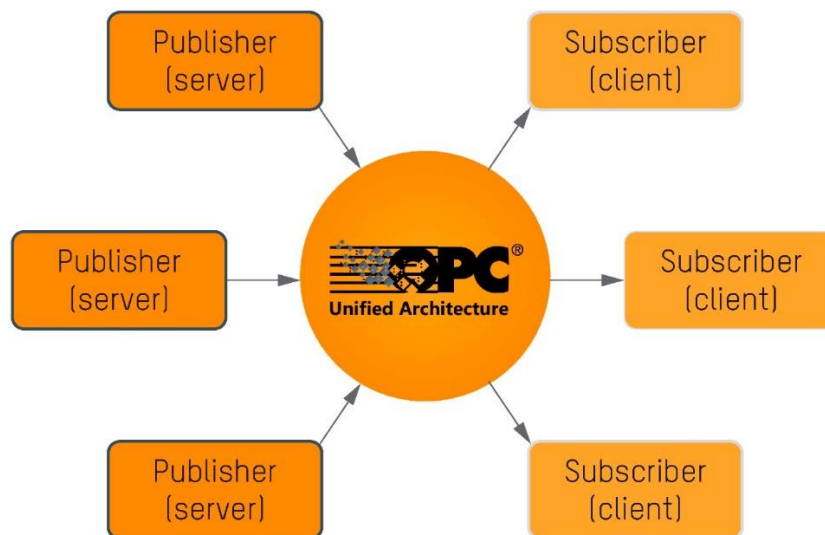 Publisher
(server)
Subscriber
(client)
Publisher
(server)
OPC®
Unified Architecture
Subscriber
(client)
Publisher
(server)
Subscriber
(client)